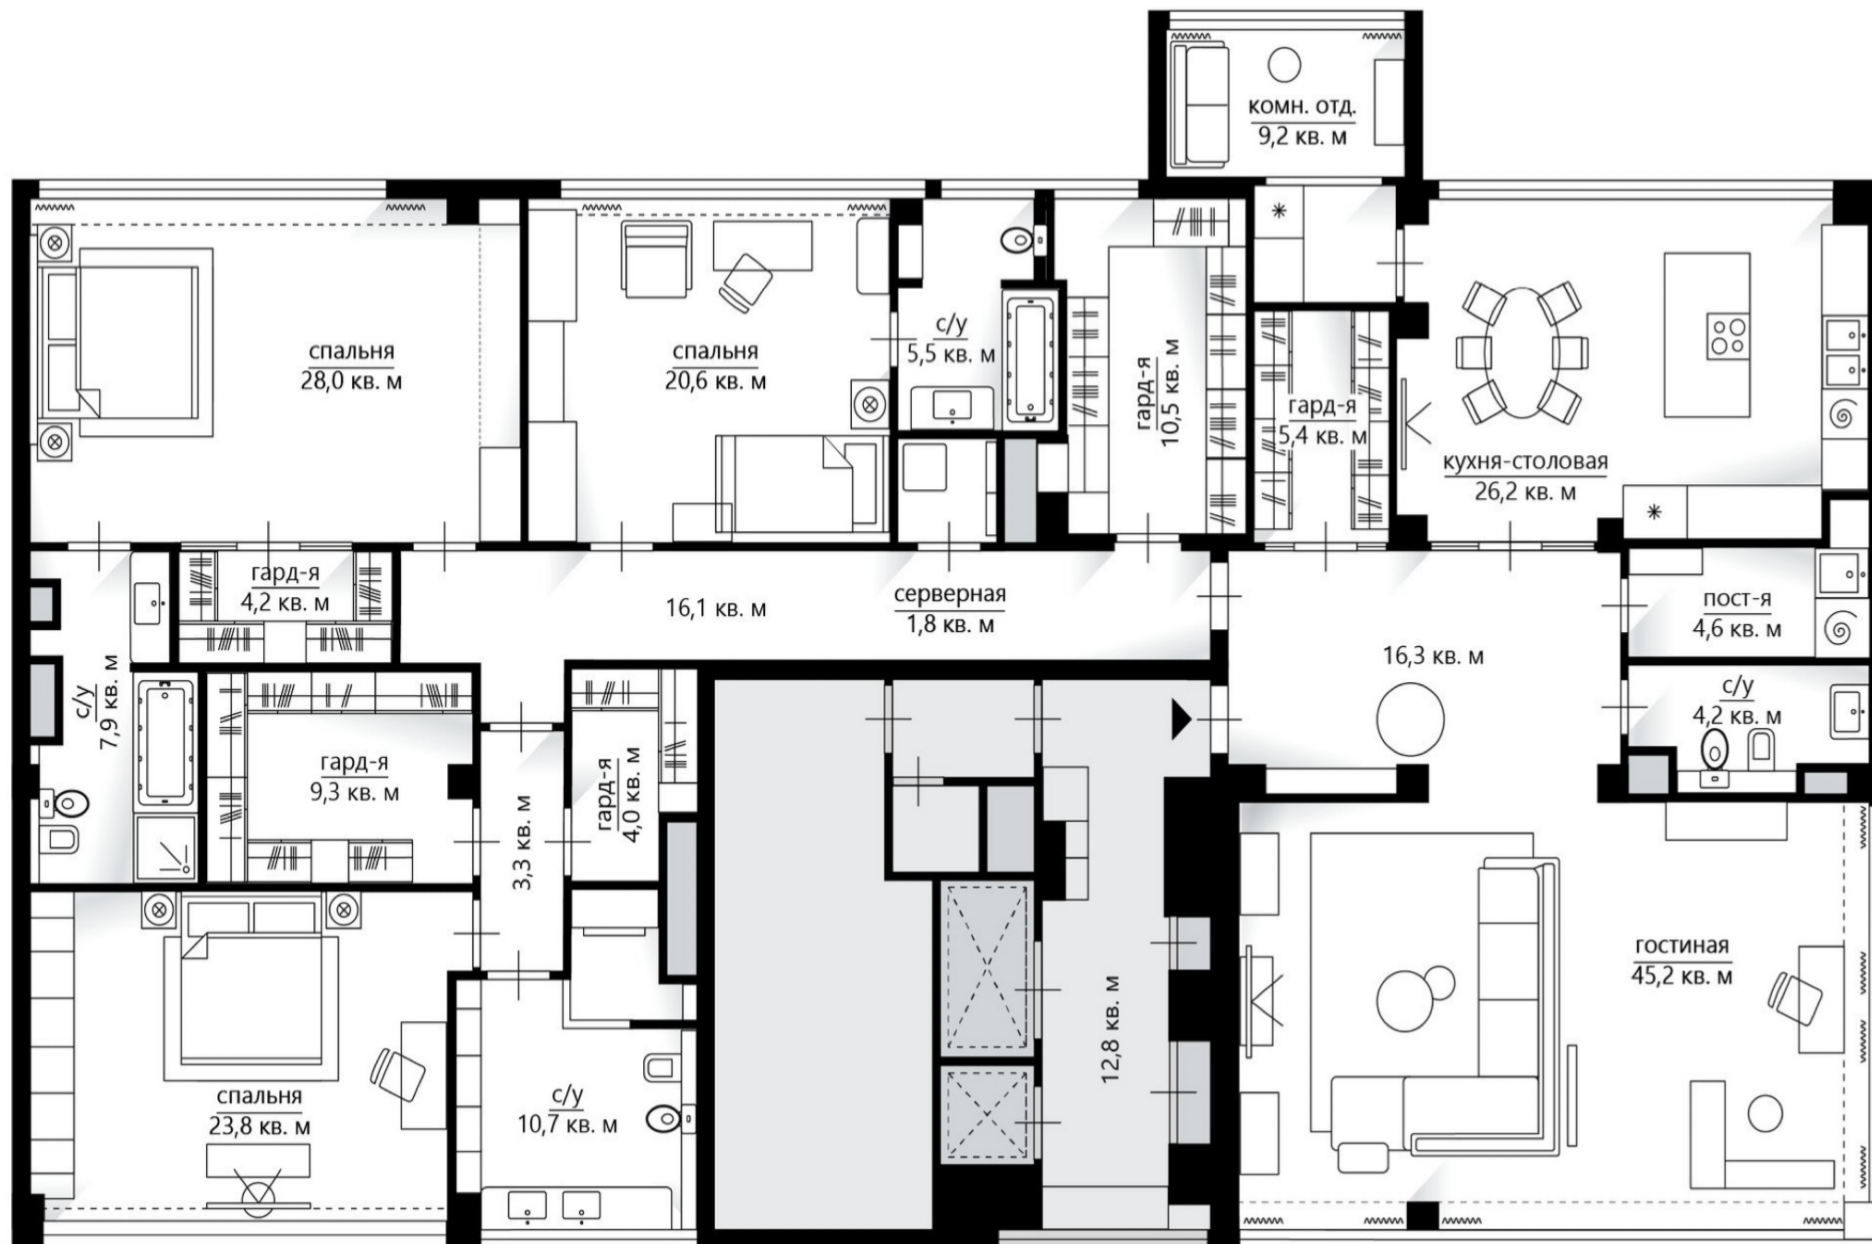 комн. отд.
9,2 кв. м
спальня
28,0 кв. м
спальня
20,6 кв. м
с/у
5,5 кв. м
гард-я
10,5 кв. м
гард-я
5,4 кв. м
кухня-столовая
26,2 кв. м
гард-я
4,2 кв. м
16,1 кв. м
серверная
1,8 кв. м
16,3 кв. м
пост-я
4,6 кв. м
с/у
4,2 кв. м
с/у
7,9 кв. м
гард-я
9,3 кв. м
3,3 кв. м
гард-я
4,0 кв. м
гостиная
45,2 кв. м
12,8 кв. м
спальня
23,8 кв. м
с/у
10,7 кв. м